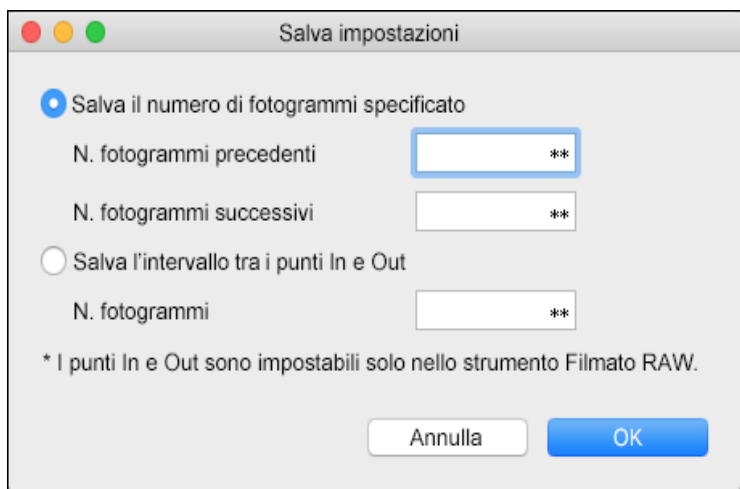 Salva impostazioni
Salva il numero di fotogrammi specificato
N. fotogrammi precedenti **
N. fotogrammi successivi **
Salva l'intervallo tra i punti In e Out
N. fotogrammi **
* I punti In e Out sono impostabili solo nello strumento Filmato RAW.
Annulla OK